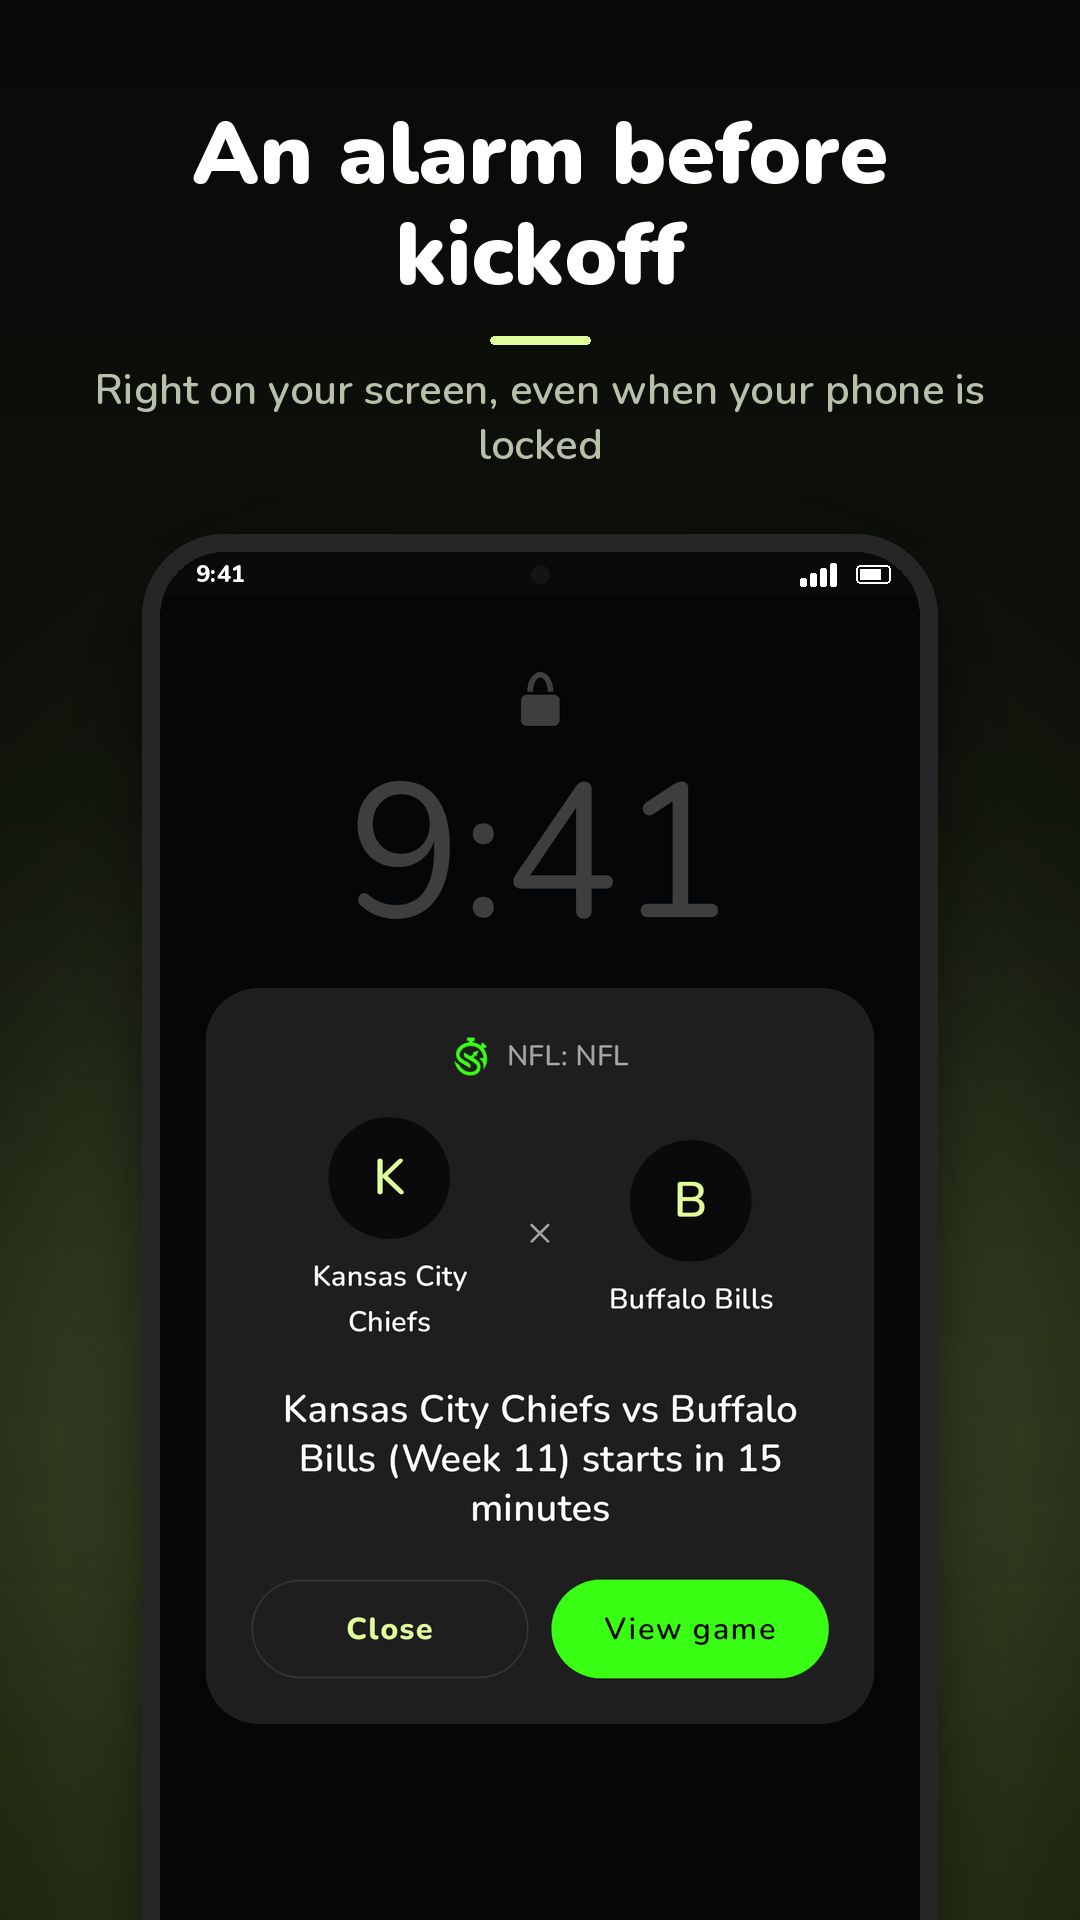 An alarm before
kickoff
Right on your screen, even when your phone is
locked
9:41
9:41
NFL: NFL
K
B
×
Kansas City
Chiefs
Buffalo Bills
Kansas City Chiefs vs Buffalo
Bills (Week 11) starts in 15
minutes
Close
View game